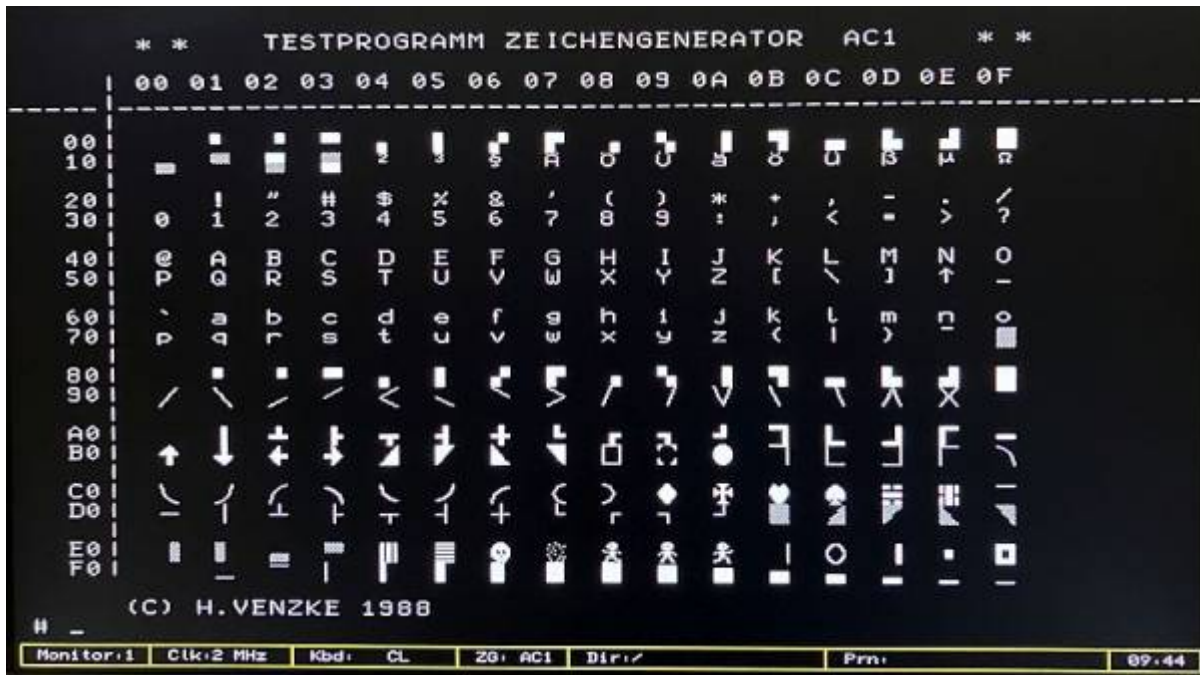 * * TESTPROGRAMM ZEICHENGENERATOR AC1 * *
00 01 02 03 04 05 06 07 08 09 0A 0B 0C 0D 0E 0F
00
10 ² ³ § Ä Ö Ü ä ö ü β µ Ω
20 ! " # $ % & ' ( ) * + , - . /
30 0 1 2 3 4 5 6 7 8 9 : ; < = > ?
40 @ A B C D E F G H I J K L M N O
50 P Q R S T U V W X Y Z [ \ ] ↑ _
60 ` a b c d e f g h i j k l m n o
70 p q r s t u v w x y z { | } ‾
80
90
A0
B0
C0
D0
E0
F0
(C) H.VENZKE 1988
# _
Monitor:1 Clk:2 MHz Kbd: CL ZG: AC1 Dir:/ Prn: 09:44